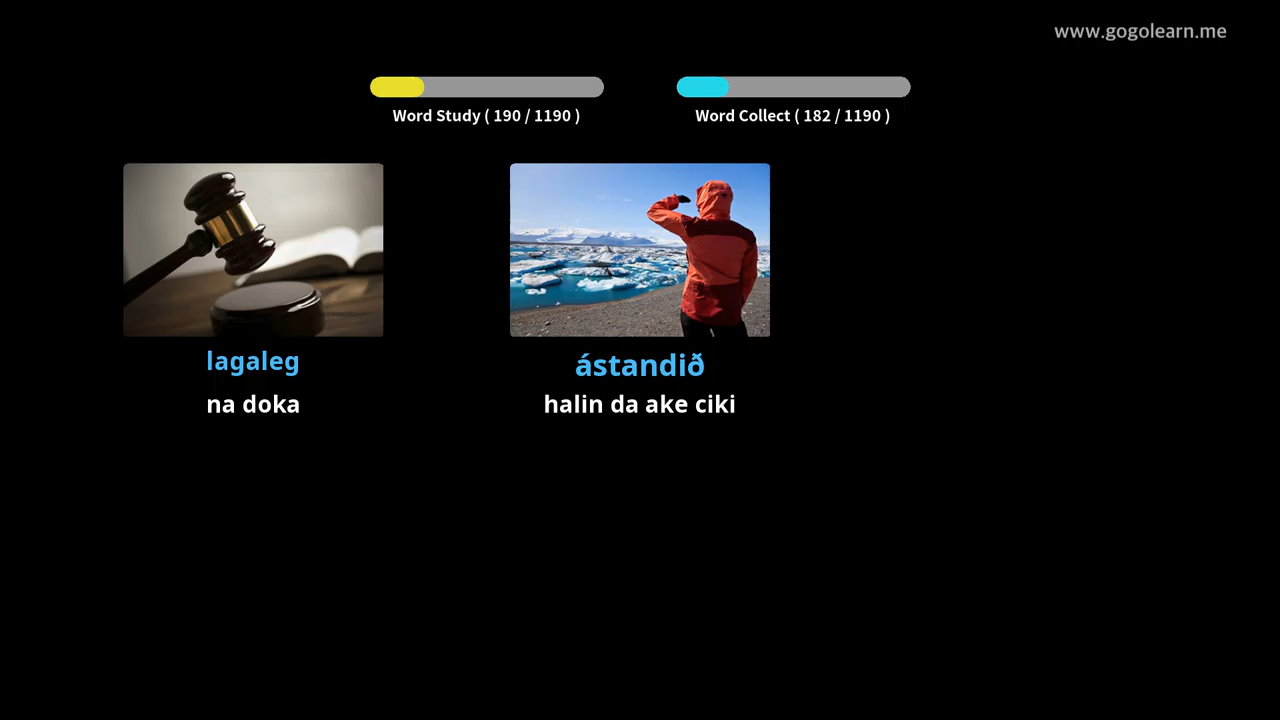 www.gogolearn.me
Word Study ( 190 / 1190 )
Word Collect ( 182 / 1190 )
lagaleg
ástandið
na doka
halin da ake ciki